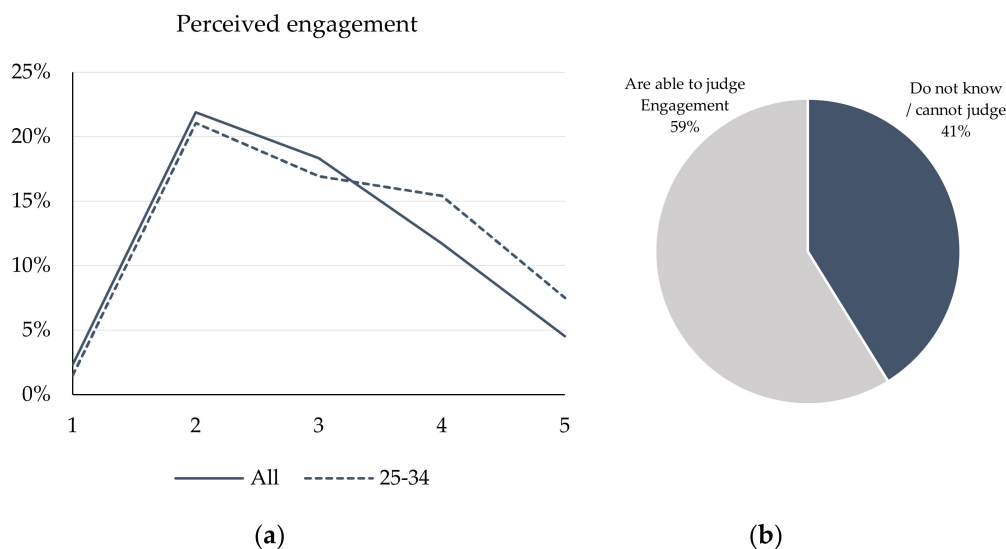 Perceived engagement
25%
20%
15%
10%
5%
0%
1 2 3 4 5
All 25-34
(a)
Are able to judge
Engagement
59%
Do not know
/ cannot judge
41%
(b)